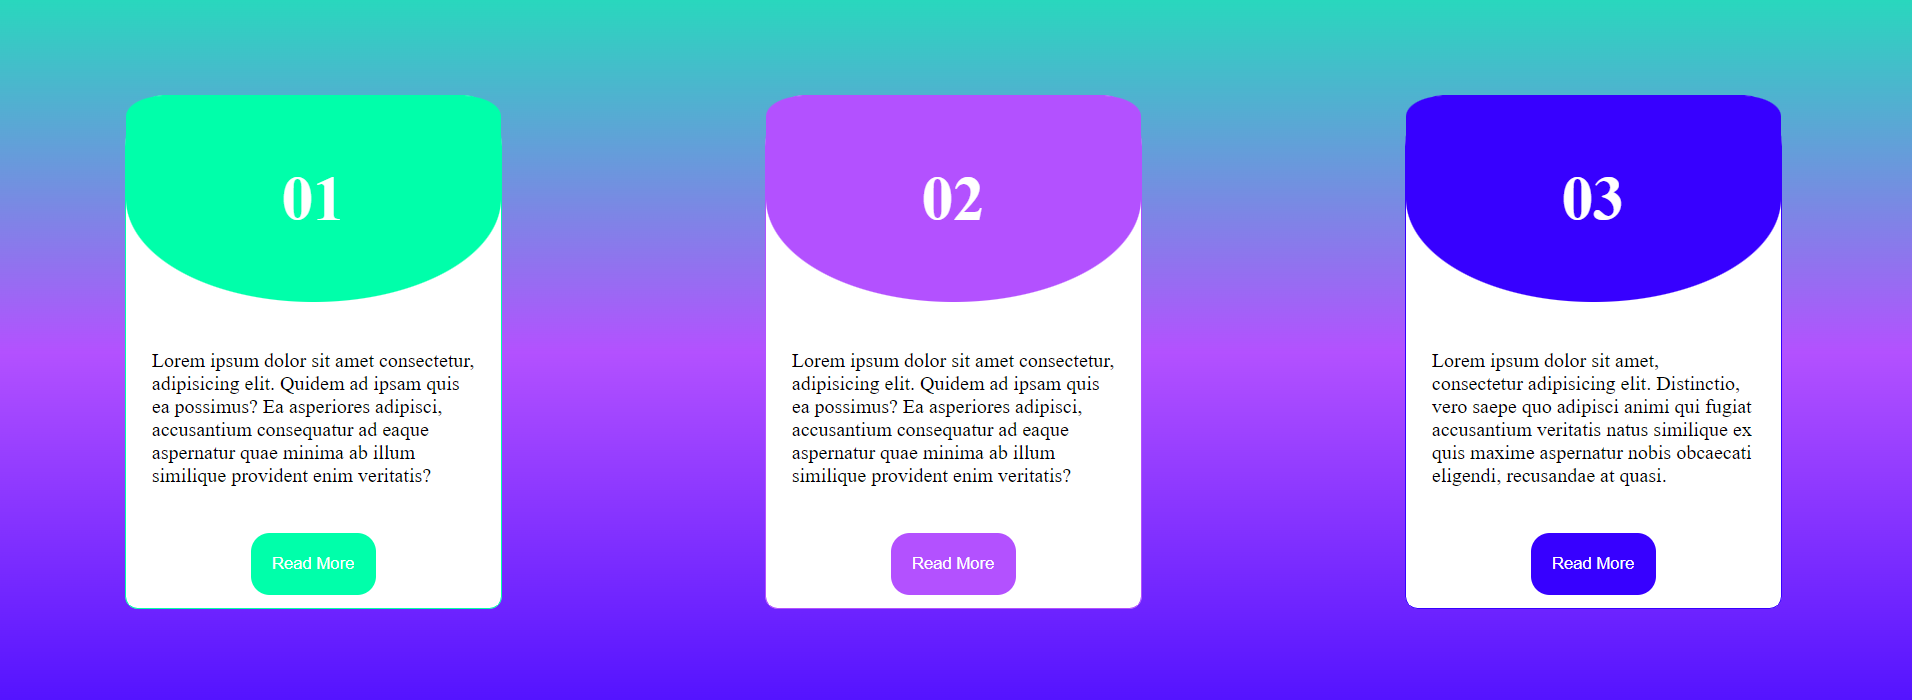 01
Lorem ipsum dolor sit amet consectetur,
adipisicing elit. Quidem ad ipsam quis
ea possimus? Ea asperiores adipisci,
accusantium consequatur ad eaque
aspernatur quae minima ab illum
similique provident enim veritatis?
Read More
02
Lorem ipsum dolor sit amet consectetur,
adipisicing elit. Quidem ad ipsam quis
ea possimus? Ea asperiores adipisci,
accusantium consequatur ad eaque
aspernatur quae minima ab illum
similique provident enim veritatis?
Read More
03
Lorem ipsum dolor sit amet,
consectetur adipisicing elit. Distinctio,
vero saepe quo adipisci animi qui fugiat
accusantium veritatis natus similique ex
quis maxime aspernatur nobis obcaecati
eligendi, recusandae at quasi.
Read More